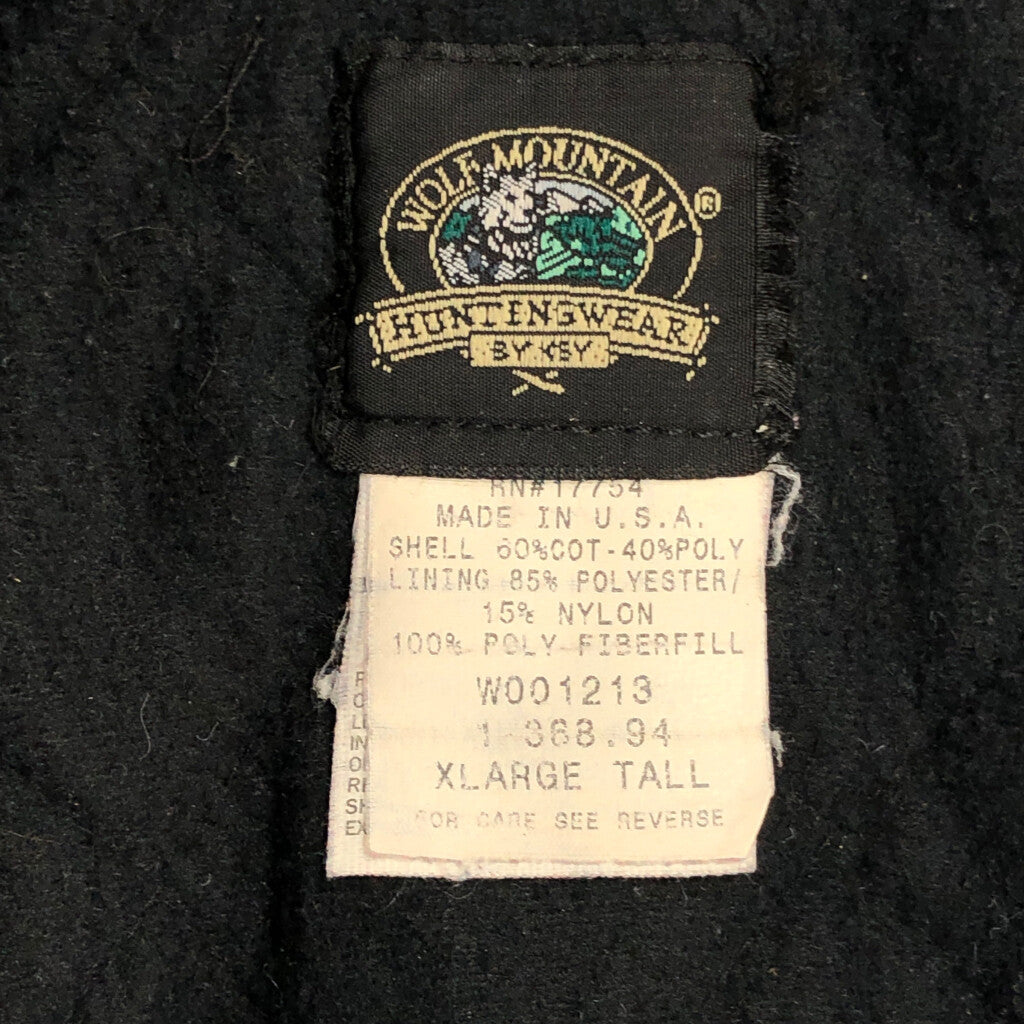 WOLF MOUNTAIN
®
HUNTINGWEAR
BY KEY
RN#17754
MADE IN U.S.A.
SHELL 60%COT-40%POLY
LINING 85% POLYESTER/
15% NYLON
100% POLY FIBERFILL
W001213
1 368.94
XLARGE TALL
FOR CARE SEE REVERSE